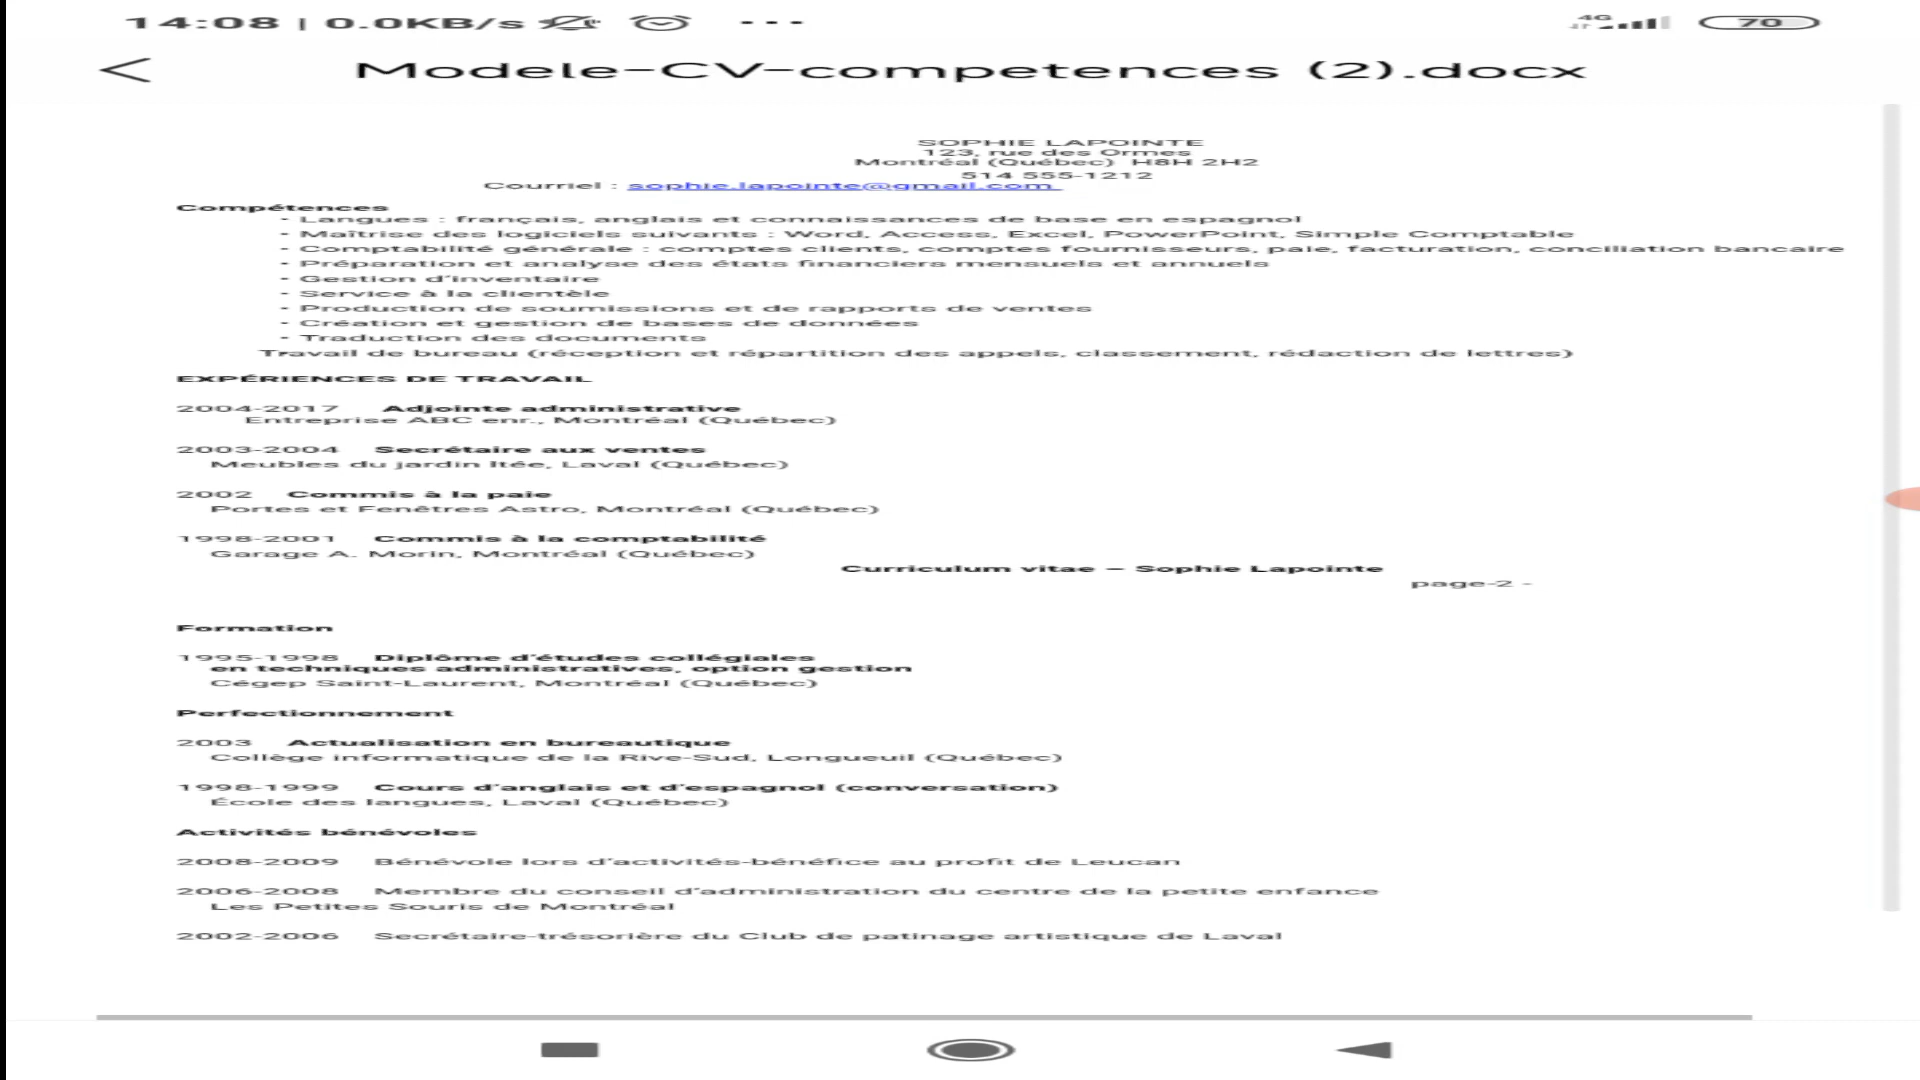 14:08 | 0.0KB/s
4G
70
Modele-CV-competences (2).docx
SOPHIE LAPOINTE
123, rue des Ormes
Montréal (Québec) H8H 2H2
514 555-1212
Courriel : sophie.lapointe@gmail.com
Compétences
• Langues : français, anglais et connaissances de base en espagnol
• Maîtrise des logiciels suivants : Word, Access, Excel, PowerPoint, Simple Comptable
• Comptabilité générale : comptes clients, comptes fournisseurs, paie, facturation, conciliation bancaire
• Préparation et analyse des états financiers mensuels et annuels
• Gestion d'inventaire
• Service à la clientèle
• Production de soumissions et de rapports de ventes
• Création et gestion de bases de données
• Traduction des documents
Travail de bureau (réception et répartition des appels, classement, rédaction de lettres)
EXPÉRIENCES DE TRAVAIL
2004-2017 Adjointe administrative
Entreprise ABC enr., Montréal (Québec)
2003-2004 Secrétaire aux ventes
Meubles du jardin ltée, Laval (Québec)
2002 Commis à la paie
Portes et Fenêtres Astro, Montréal (Québec)
1998-2001 Commis à la comptabilité
Garage A. Morin, Montréal (Québec)
Curriculum vitae – Sophie Lapointe
page-2 -
Formation
1995-1998 Diplôme d'études collégiales
en techniques administratives, option gestion
Cégep Saint-Laurent, Montréal (Québec)
Perfectionnement
2003 Actualisation en bureautique
Collège informatique de la Rive-Sud, Longueuil (Québec)
1998-1999 Cours d'anglais et d'espagnol (conversation)
École des langues, Laval (Québec)
Activités bénévoles
2008-2009 Bénévole lors d'activités-bénéfice au profit de Leucan
2006-2008 Membre du conseil d'administration du centre de la petite enfance
Les Petites Souris de Montréal
2002-2006 Secrétaire-trésorière du Club de patinage artistique de Laval